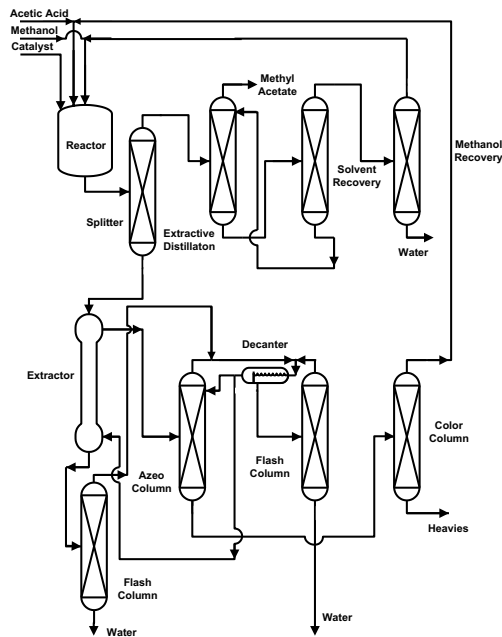 Acetic Acid
Methanol
Catalyst
Reactor
Splitter
Extractive
Distillaton
Methyl
Acetate
Solvent
Recovery
Methanol
Recovery
Water
Extractor
Decanter
Azeo
Column
Flash
Column
Color
Column
Heavies
Flash
Column
Water
Water